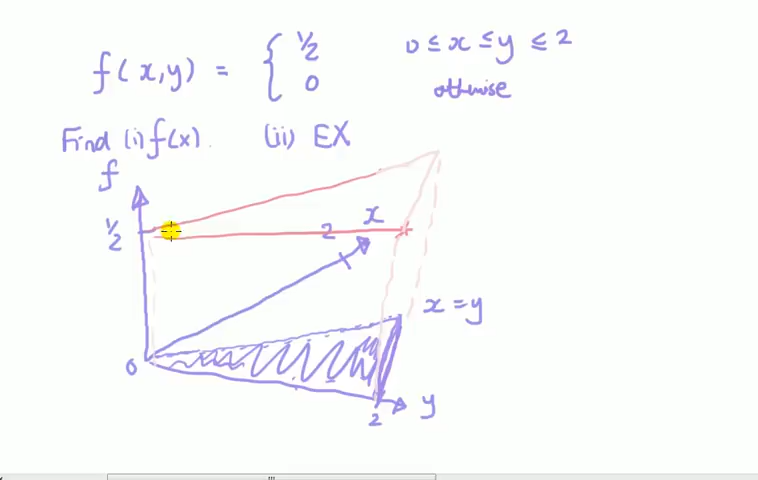 f(x,y) = { 1/2 0 ≤ x ≤ y ≤ 2
0 otherwise
Find (i) f(x). (ii) EX
f
1/2
2 x
x = y
0
y
2